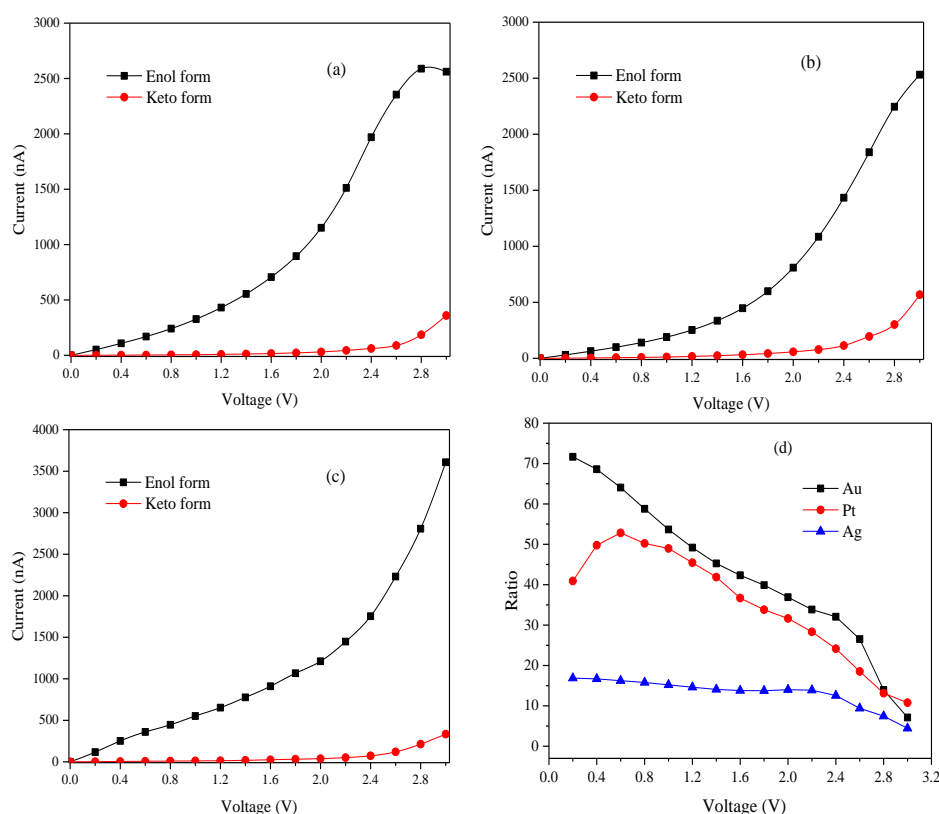 3000
2500
2000
1500
1000
500
0
Current (nA)
(a)
Enol form
Keto form
0.0 0.4 0.8 1.2 1.6 2.0 2.4 2.8
Voltage (V)
3000
2500
2000
1500
1000
500
0
Current (nA)
(b)
Enol form
Keto form
0.0 0.4 0.8 1.2 1.6 2.0 2.4 2.8
Voltage (V)
4000
3500
3000
2500
2000
1500
1000
500
0
Current (nA)
(c)
Enol form
Keto form
0.0 0.4 0.8 1.2 1.6 2.0 2.4 2.8
Voltage (V)
80
70
60
50
40
30
20
10
0
Ratio
(d)
Au
Pt
Ag
0.0 0.4 0.8 1.2 1.6 2.0 2.4 2.8 3.2
Voltage (V)